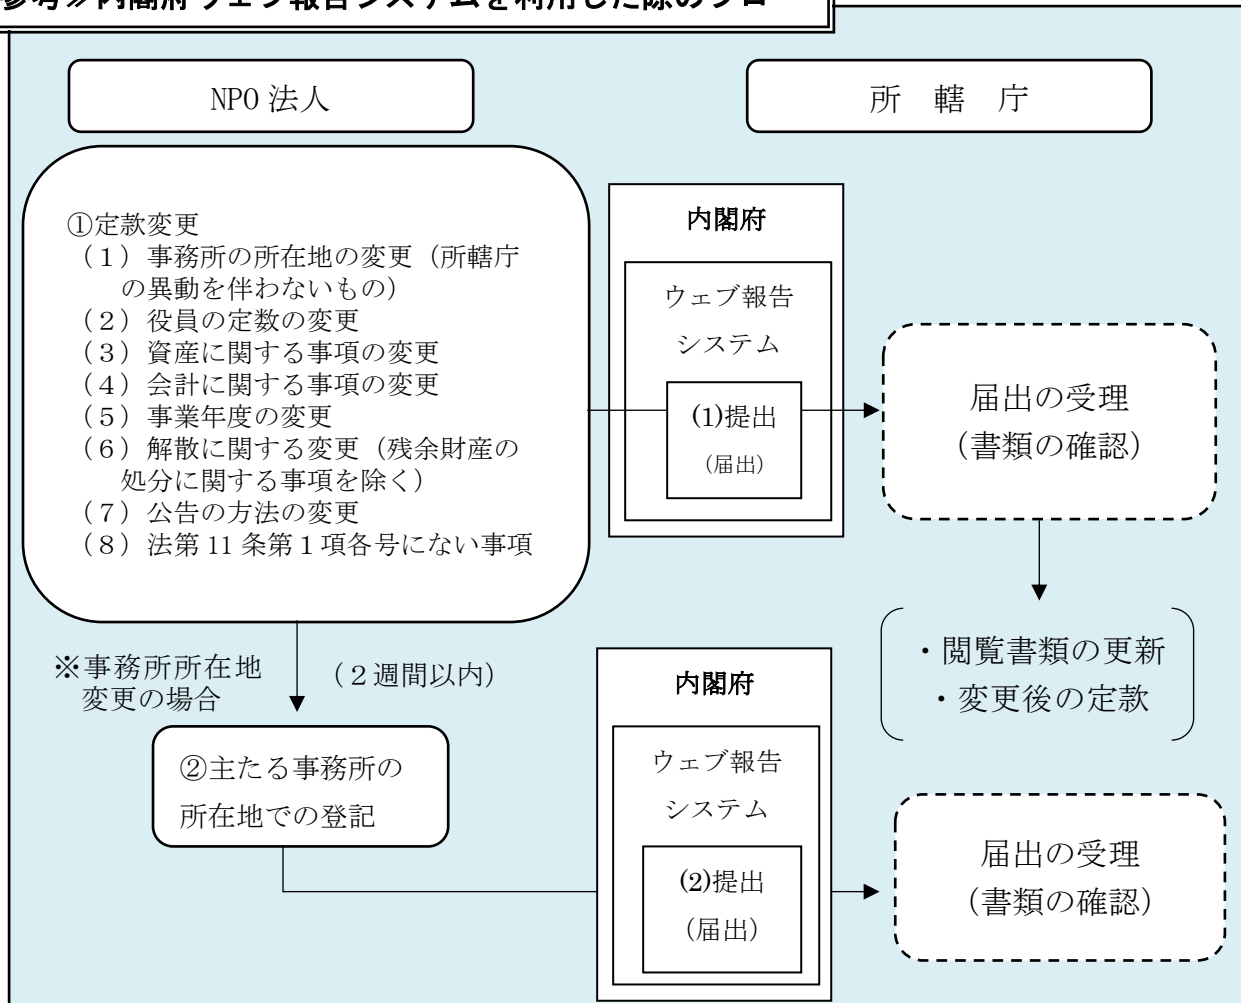 参考≫内閣府ウェブ報告システムを利用した際のフロー
NPO 法人
所　轄　庁
①定款変更
（１）事務所の所在地の変更（所轄庁
の異動を伴わないもの）
（２）役員の定数の変更
（３）資産に関する事項の変更
（４）会計に関する事項の変更
（５）事業年度の変更
（６）解散に関する変更（残余財産の
処分に関する事項を除く）
（７）公告の方法の変更
（８）法第 11 条第１項各号にない事項
内閣府
ウェブ報告
システム
(1)提出
（届出）
届出の受理
（書類の確認）
・閲覧書類の更新
・変更後の定款
※事務所所在地
変更の場合
（２週間以内）
②主たる事務所の
所在地での登記
内閣府
ウェブ報告
システム
(2)提出
（届出）
届出の受理
（書類の確認）